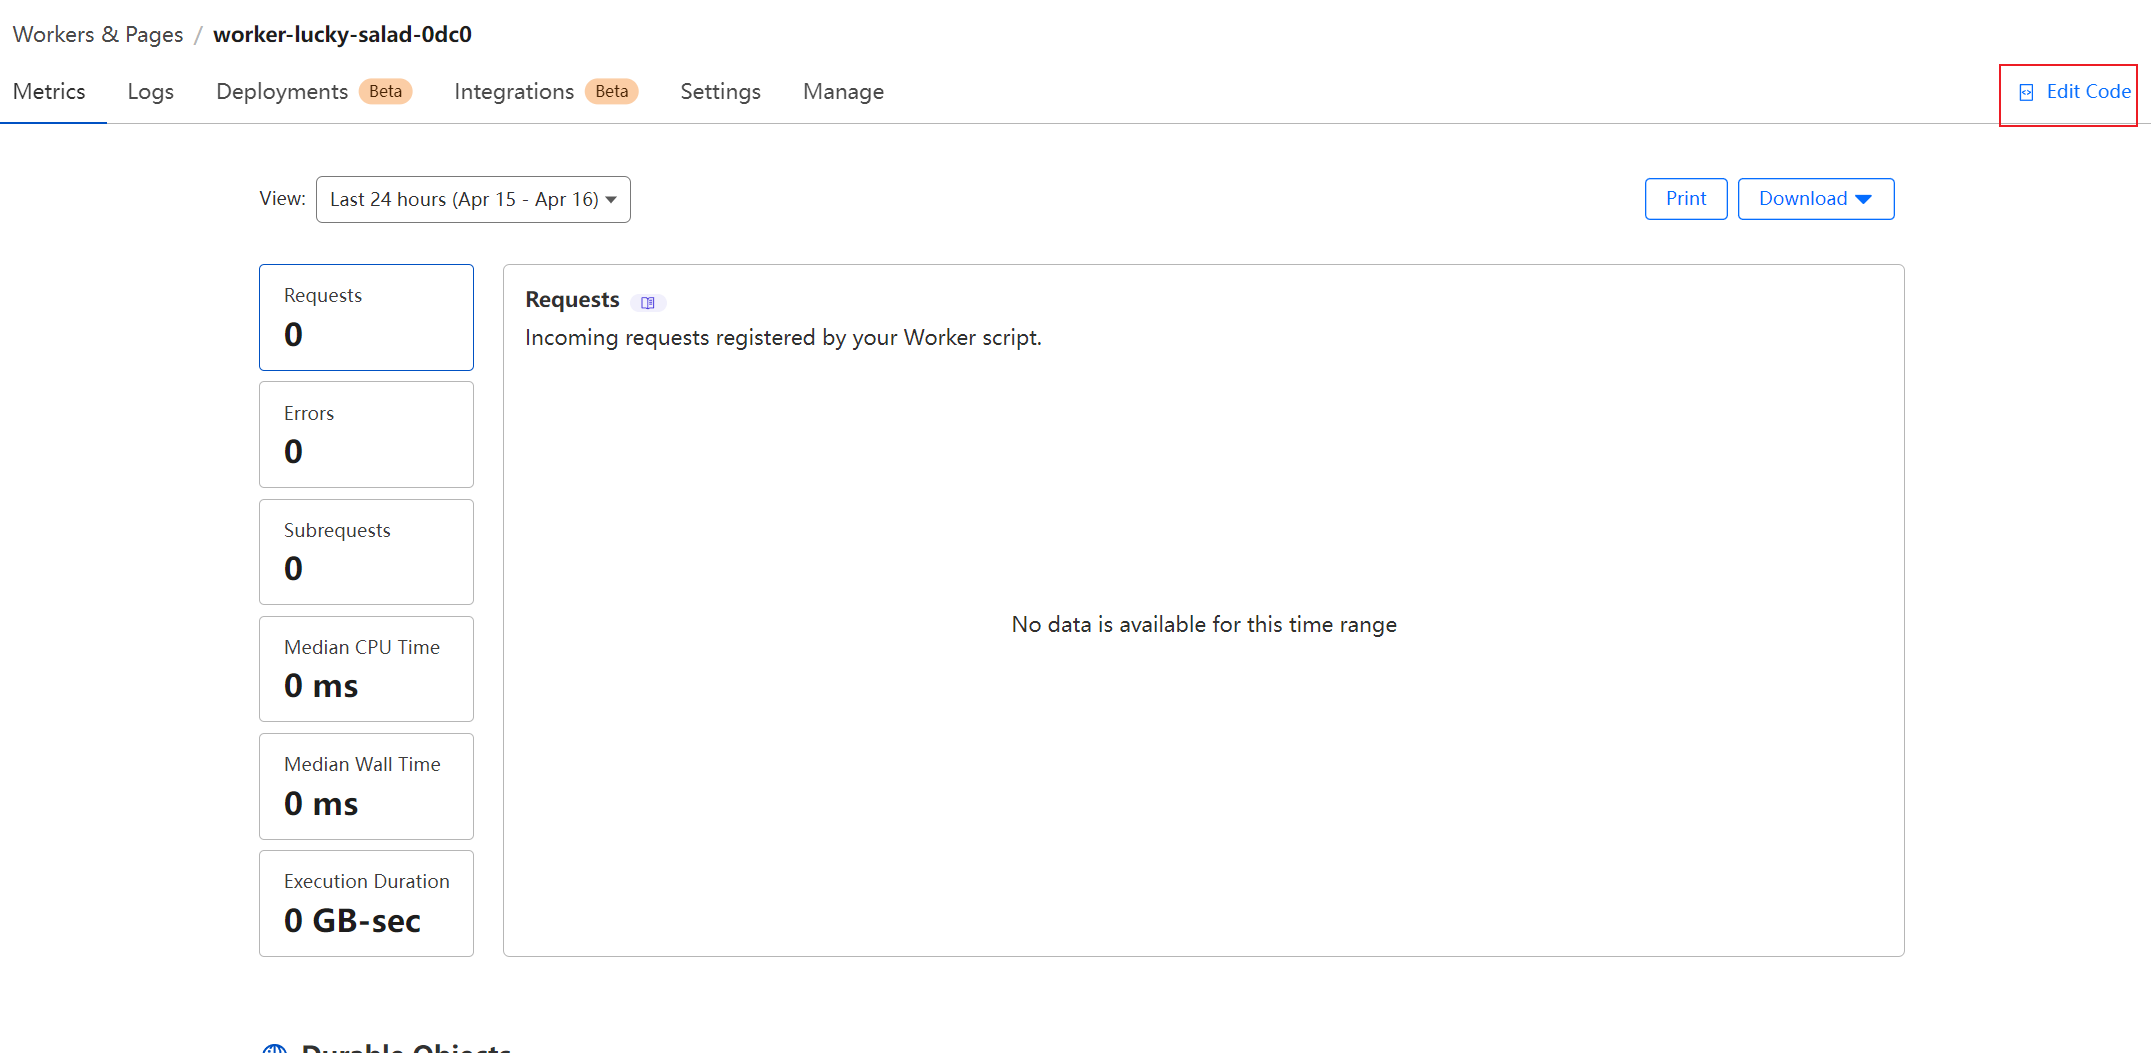 Workers & Pages / worker-lucky-salad-0dc0
Metrics Logs Deployments Beta Integrations Beta Settings Manage Edit Code
View: Last 24 hours (Apr 15 - Apr 16) Print Download
Requests
0
Errors
0
Subrequests
0
Median CPU Time
0 ms
Median Wall Time
0 ms
Execution Duration
0 GB-sec
Requests
Incoming requests registered by your Worker script.
No data is available for this time range
Durable Objects